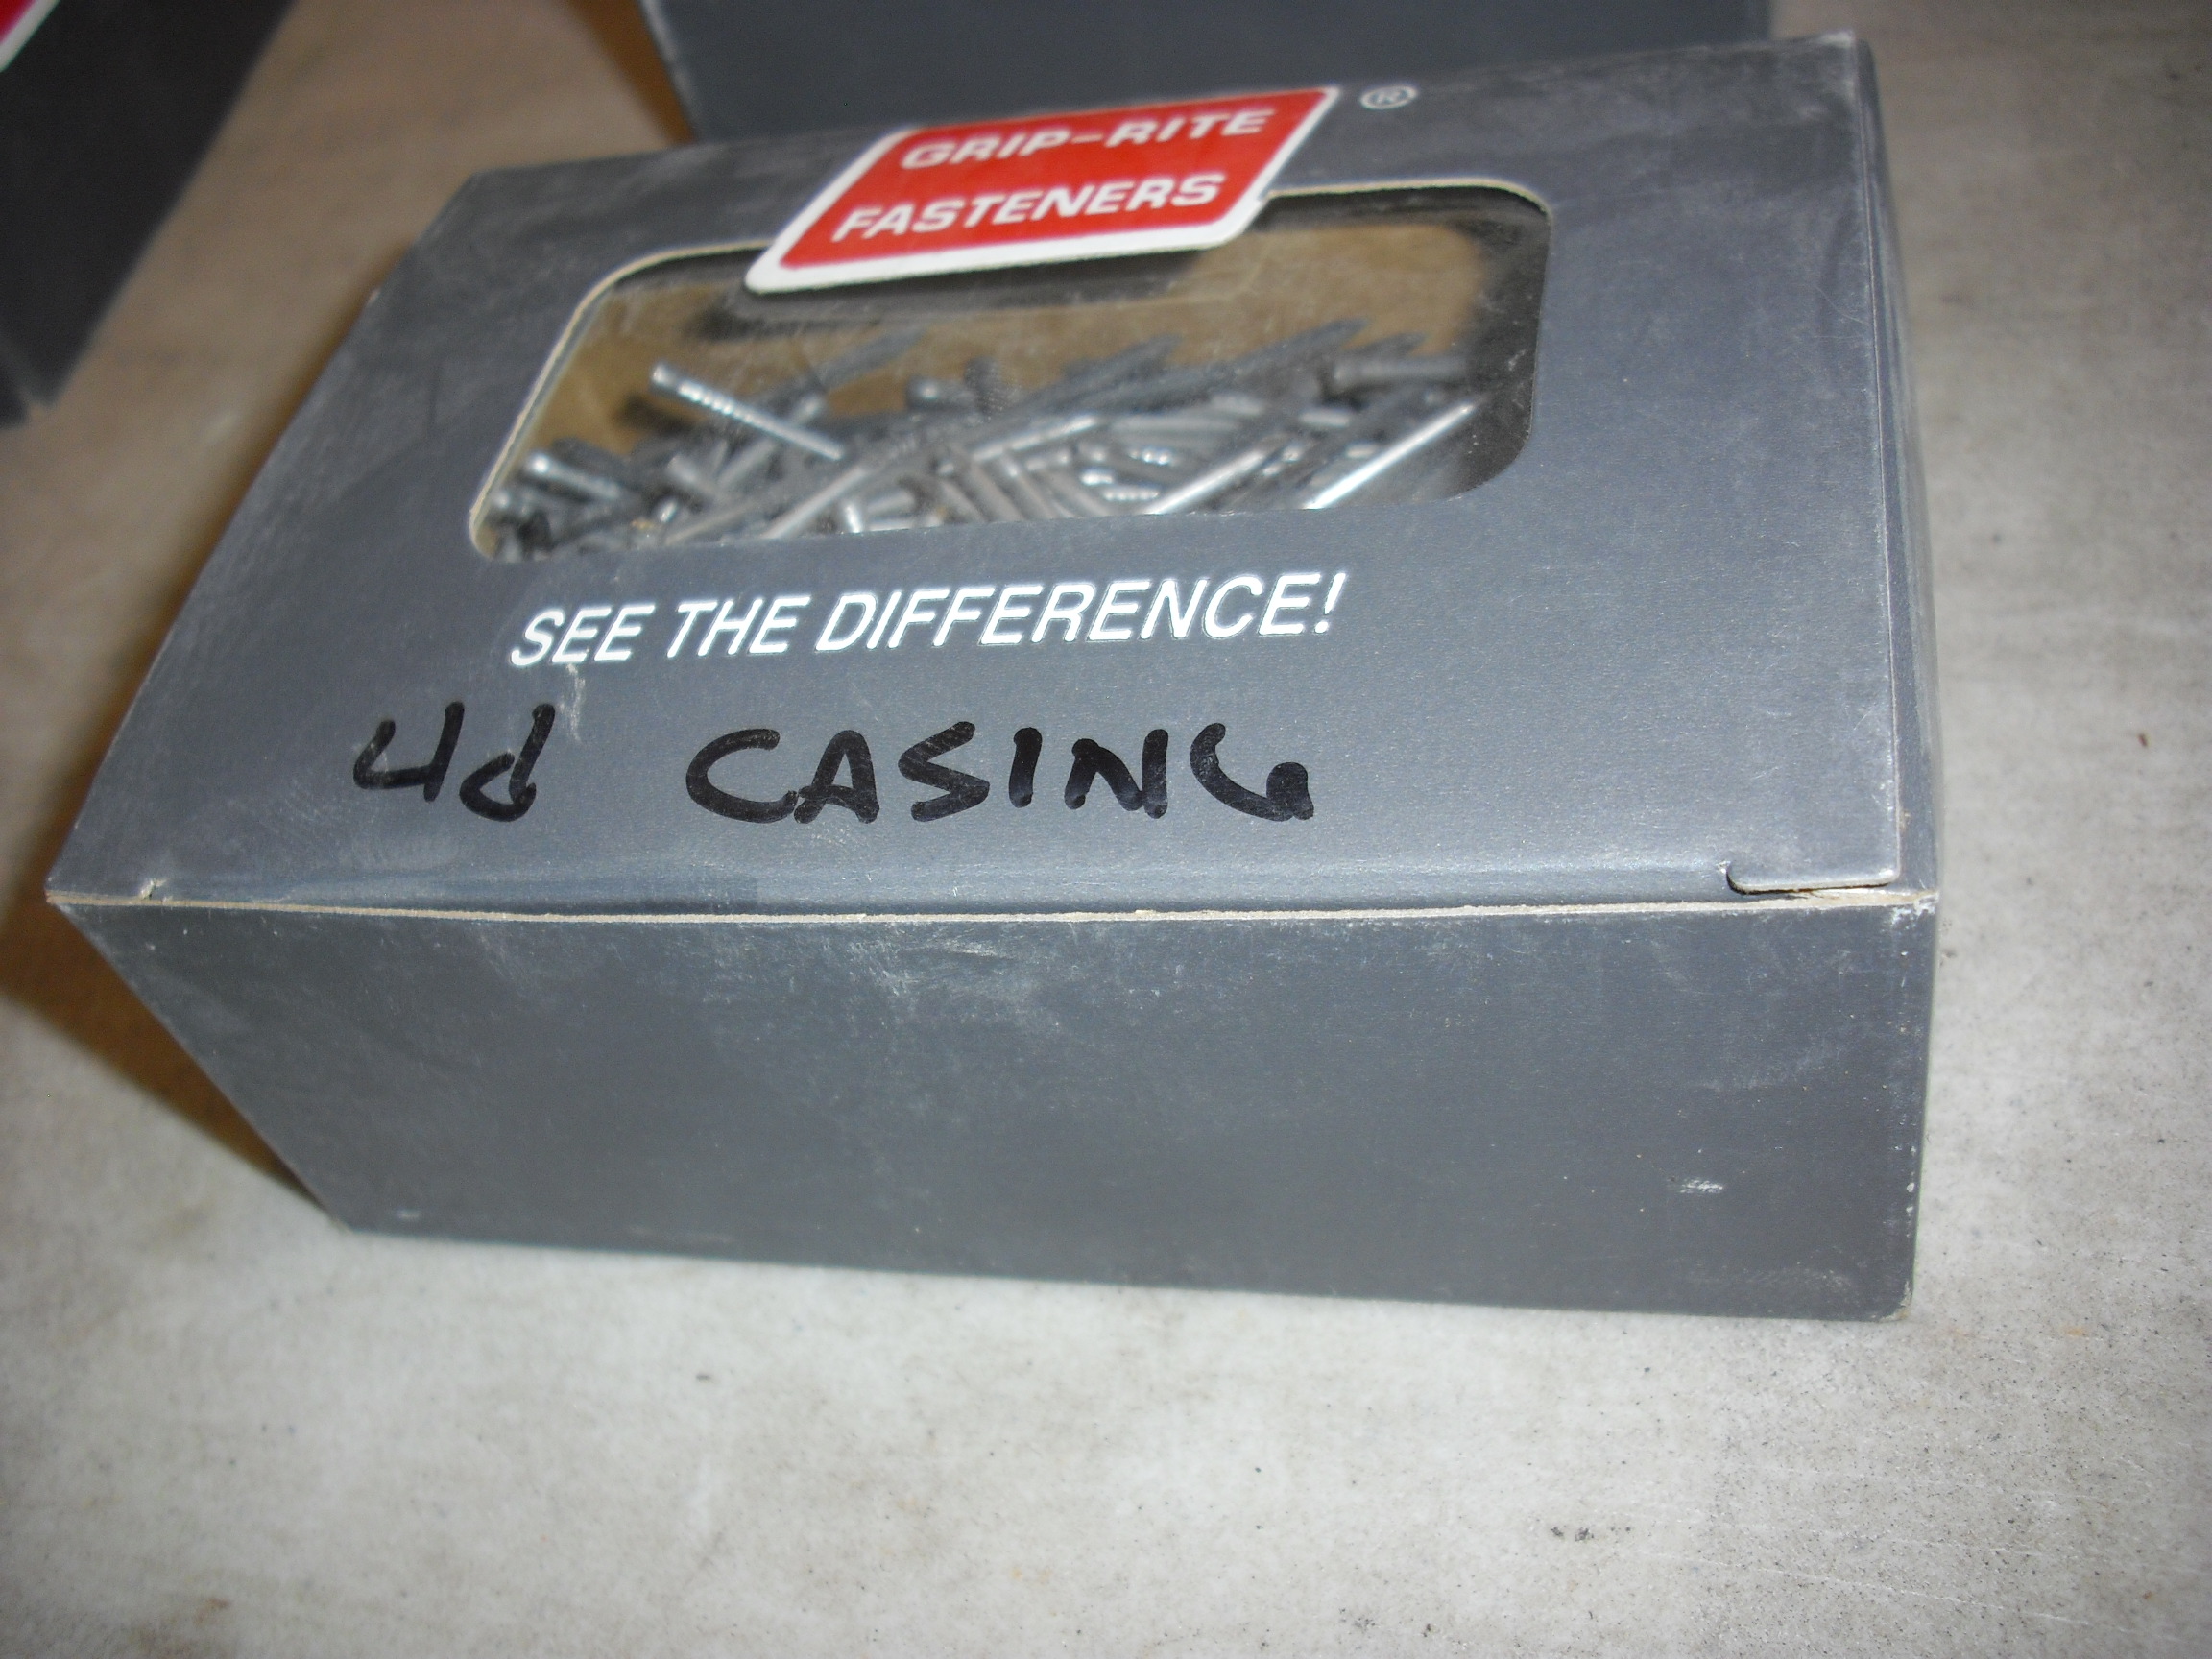 GRIP-RITE ®
FASTENERS
SEE THE DIFFERENCE!
4d CASING